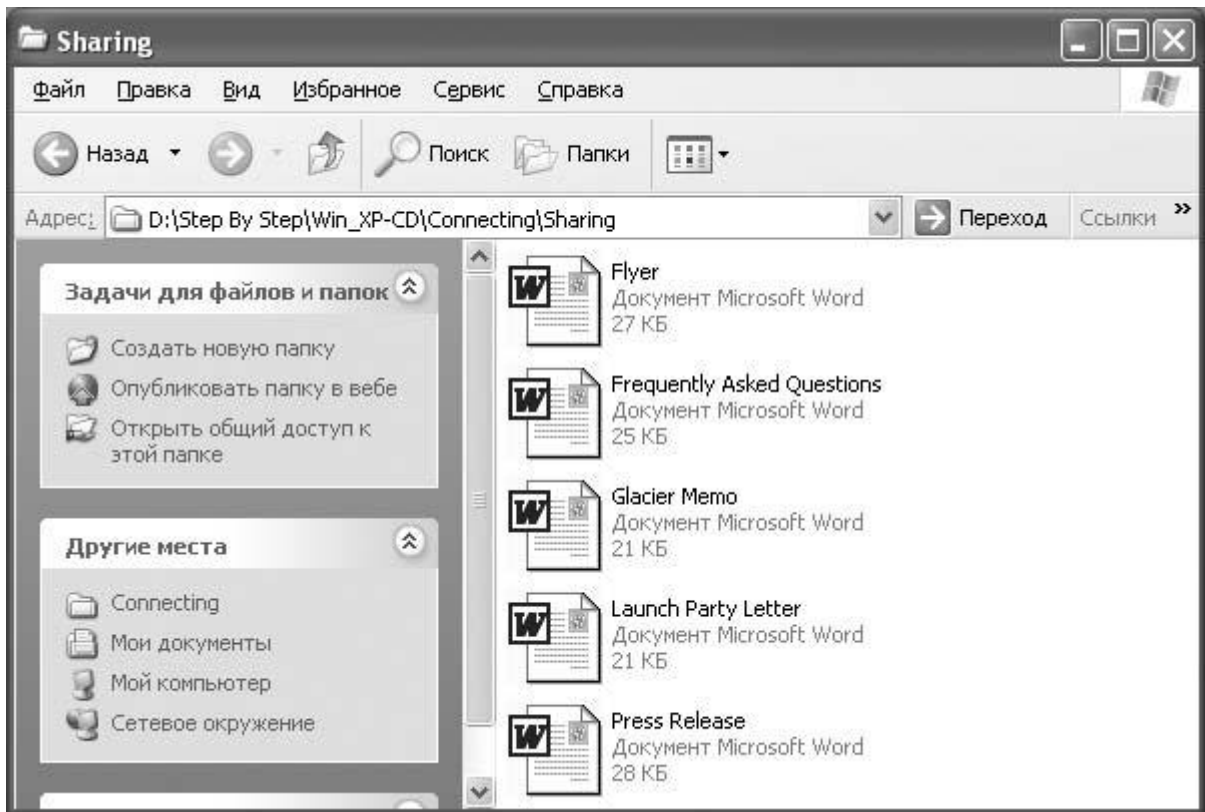 Sharing
Файл Правка Вид Избранное Сервис Справка
Назад Поиск Папки
Адрес: D:\Step By Step\Win_XP-CD\Connecting\Sharing Переход Ссылки »
Задачи для файлов и папок
Создать новую папку
Опубликовать папку в вебе
Открыть общий доступ к
этой папке
Другие места
Connecting
Мои документы
Мой компьютер
Сетевое окружение
Flyer
Документ Microsoft Word
27 КБ
Frequently Asked Questions
Документ Microsoft Word
25 КБ
Glacier Memo
Документ Microsoft Word
21 КБ
Launch Party Letter
Документ Microsoft Word
21 КБ
Press Release
Документ Microsoft Word
28 КБ